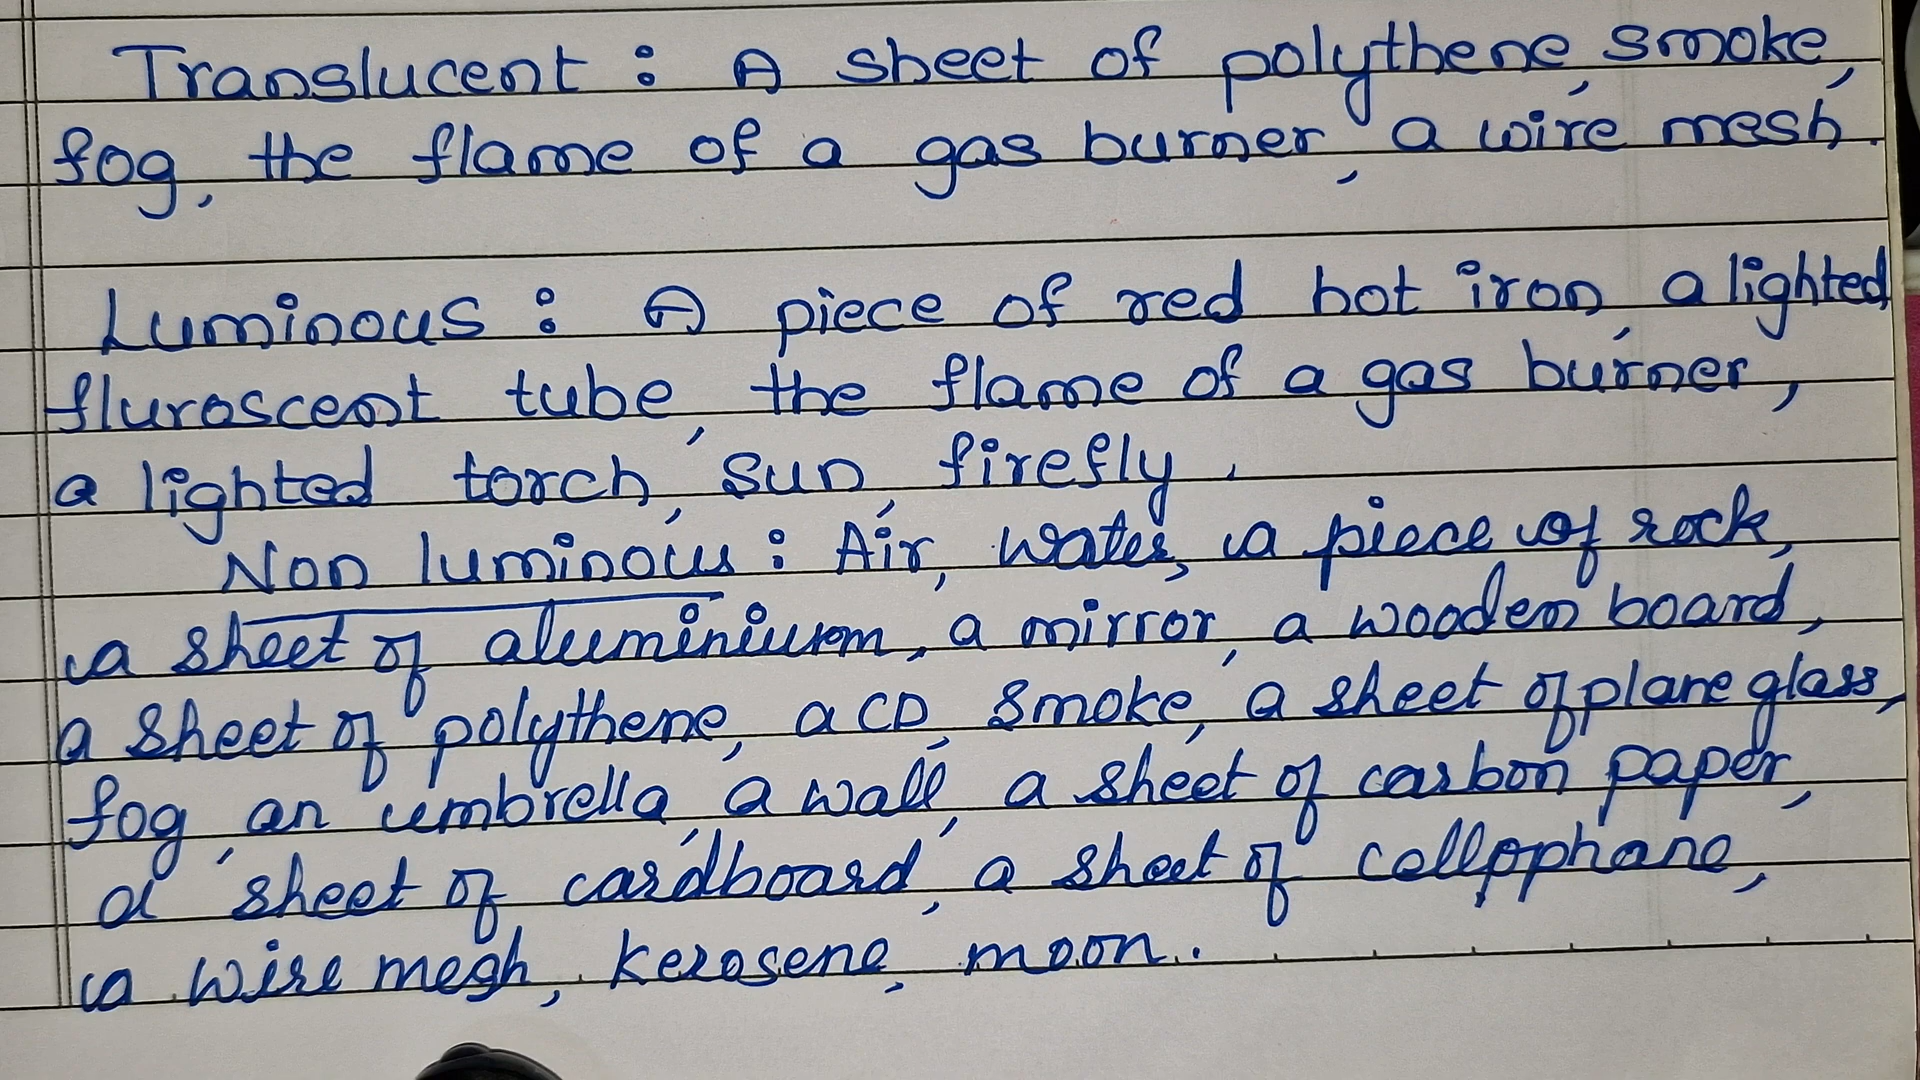 Translucent : A sheet of polythene, smoke,
fog, the flame of a gas burner, a wire mesh.
Luminous : A piece of red hot iron, a lighted
fluroscent tube, the flame of a gas burner,
a lighted torch, sun, firefly.
Non luminous : Air, water, a piece of rock,
a sheet of aluminium, a mirror, a wooden board,
a sheet of polythene, a CD, smoke, a sheet of plane glass,
fog, an umbrella, a wall, a sheet of carbon paper,
a sheet of cardboard, a sheet of cellophane,
a wire megh, kerosene, moon.